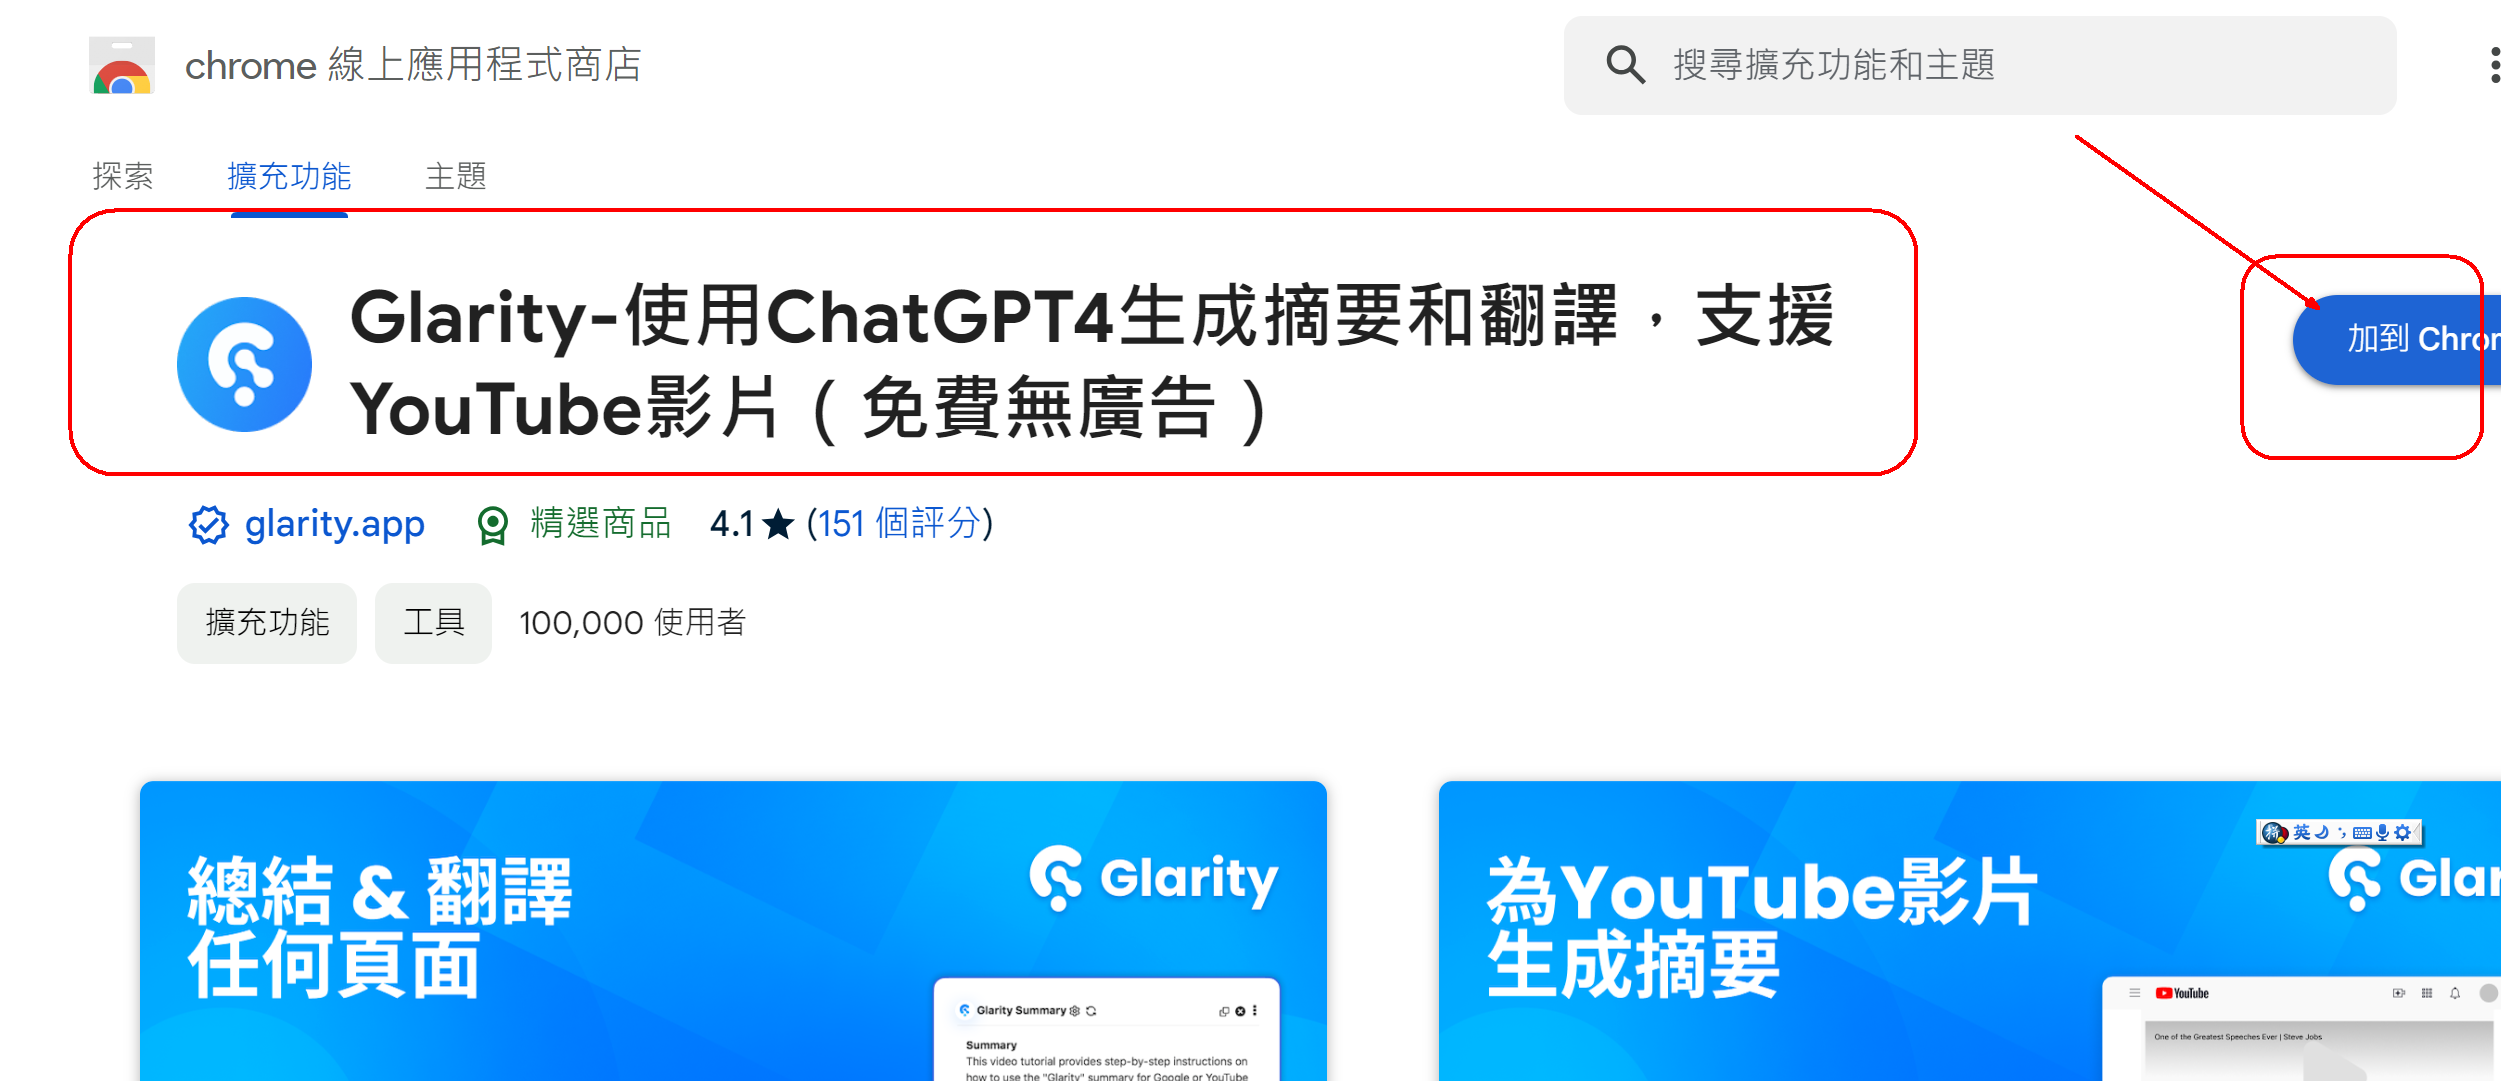 chrome 線上應用程式商店
搜尋擴充功能和主題
探索 擴充功能 主題
Glarity-使用ChatGPT4生成摘要和翻譯，支援
YouTube影片（免費無廣告）
加到 Chro
glarity.app 精選商品 4.1★ (151 個評分)
擴充功能 工具 100,000 使用者
總結 & 翻譯
任何頁面
Glarity
Glarity Summary
Summary
This video tutorial provides step-by-step instructions on
how to use the "Glarity" summary for Google or YouTube
拼 英
為YouTube影片
生成摘要
Glar
YouTube
One of the Greatest Speeches Ever | Steve Jobs